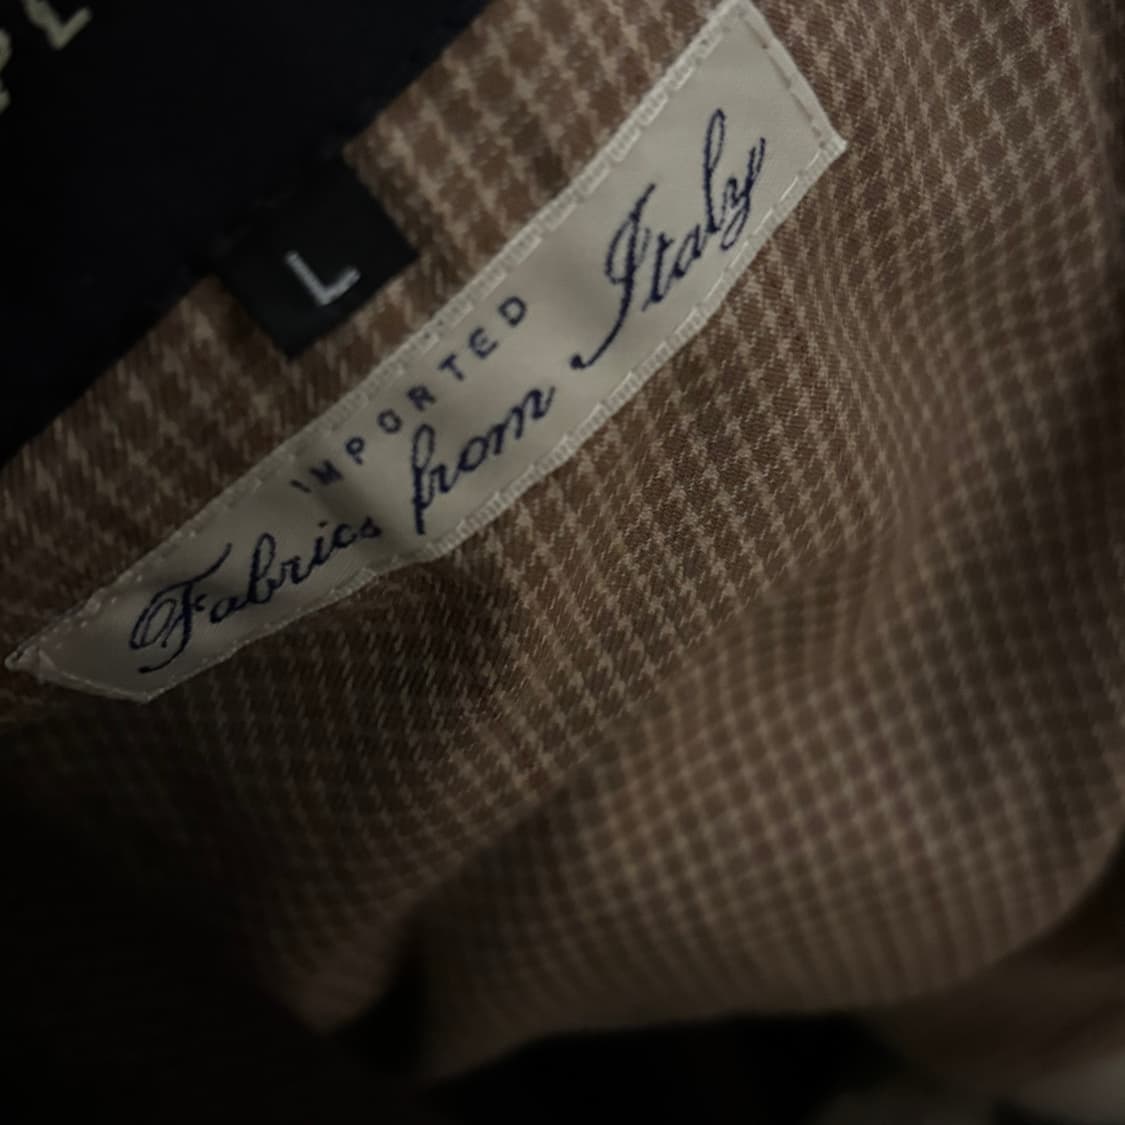 L
IMPORTED
Fabrics from Italy